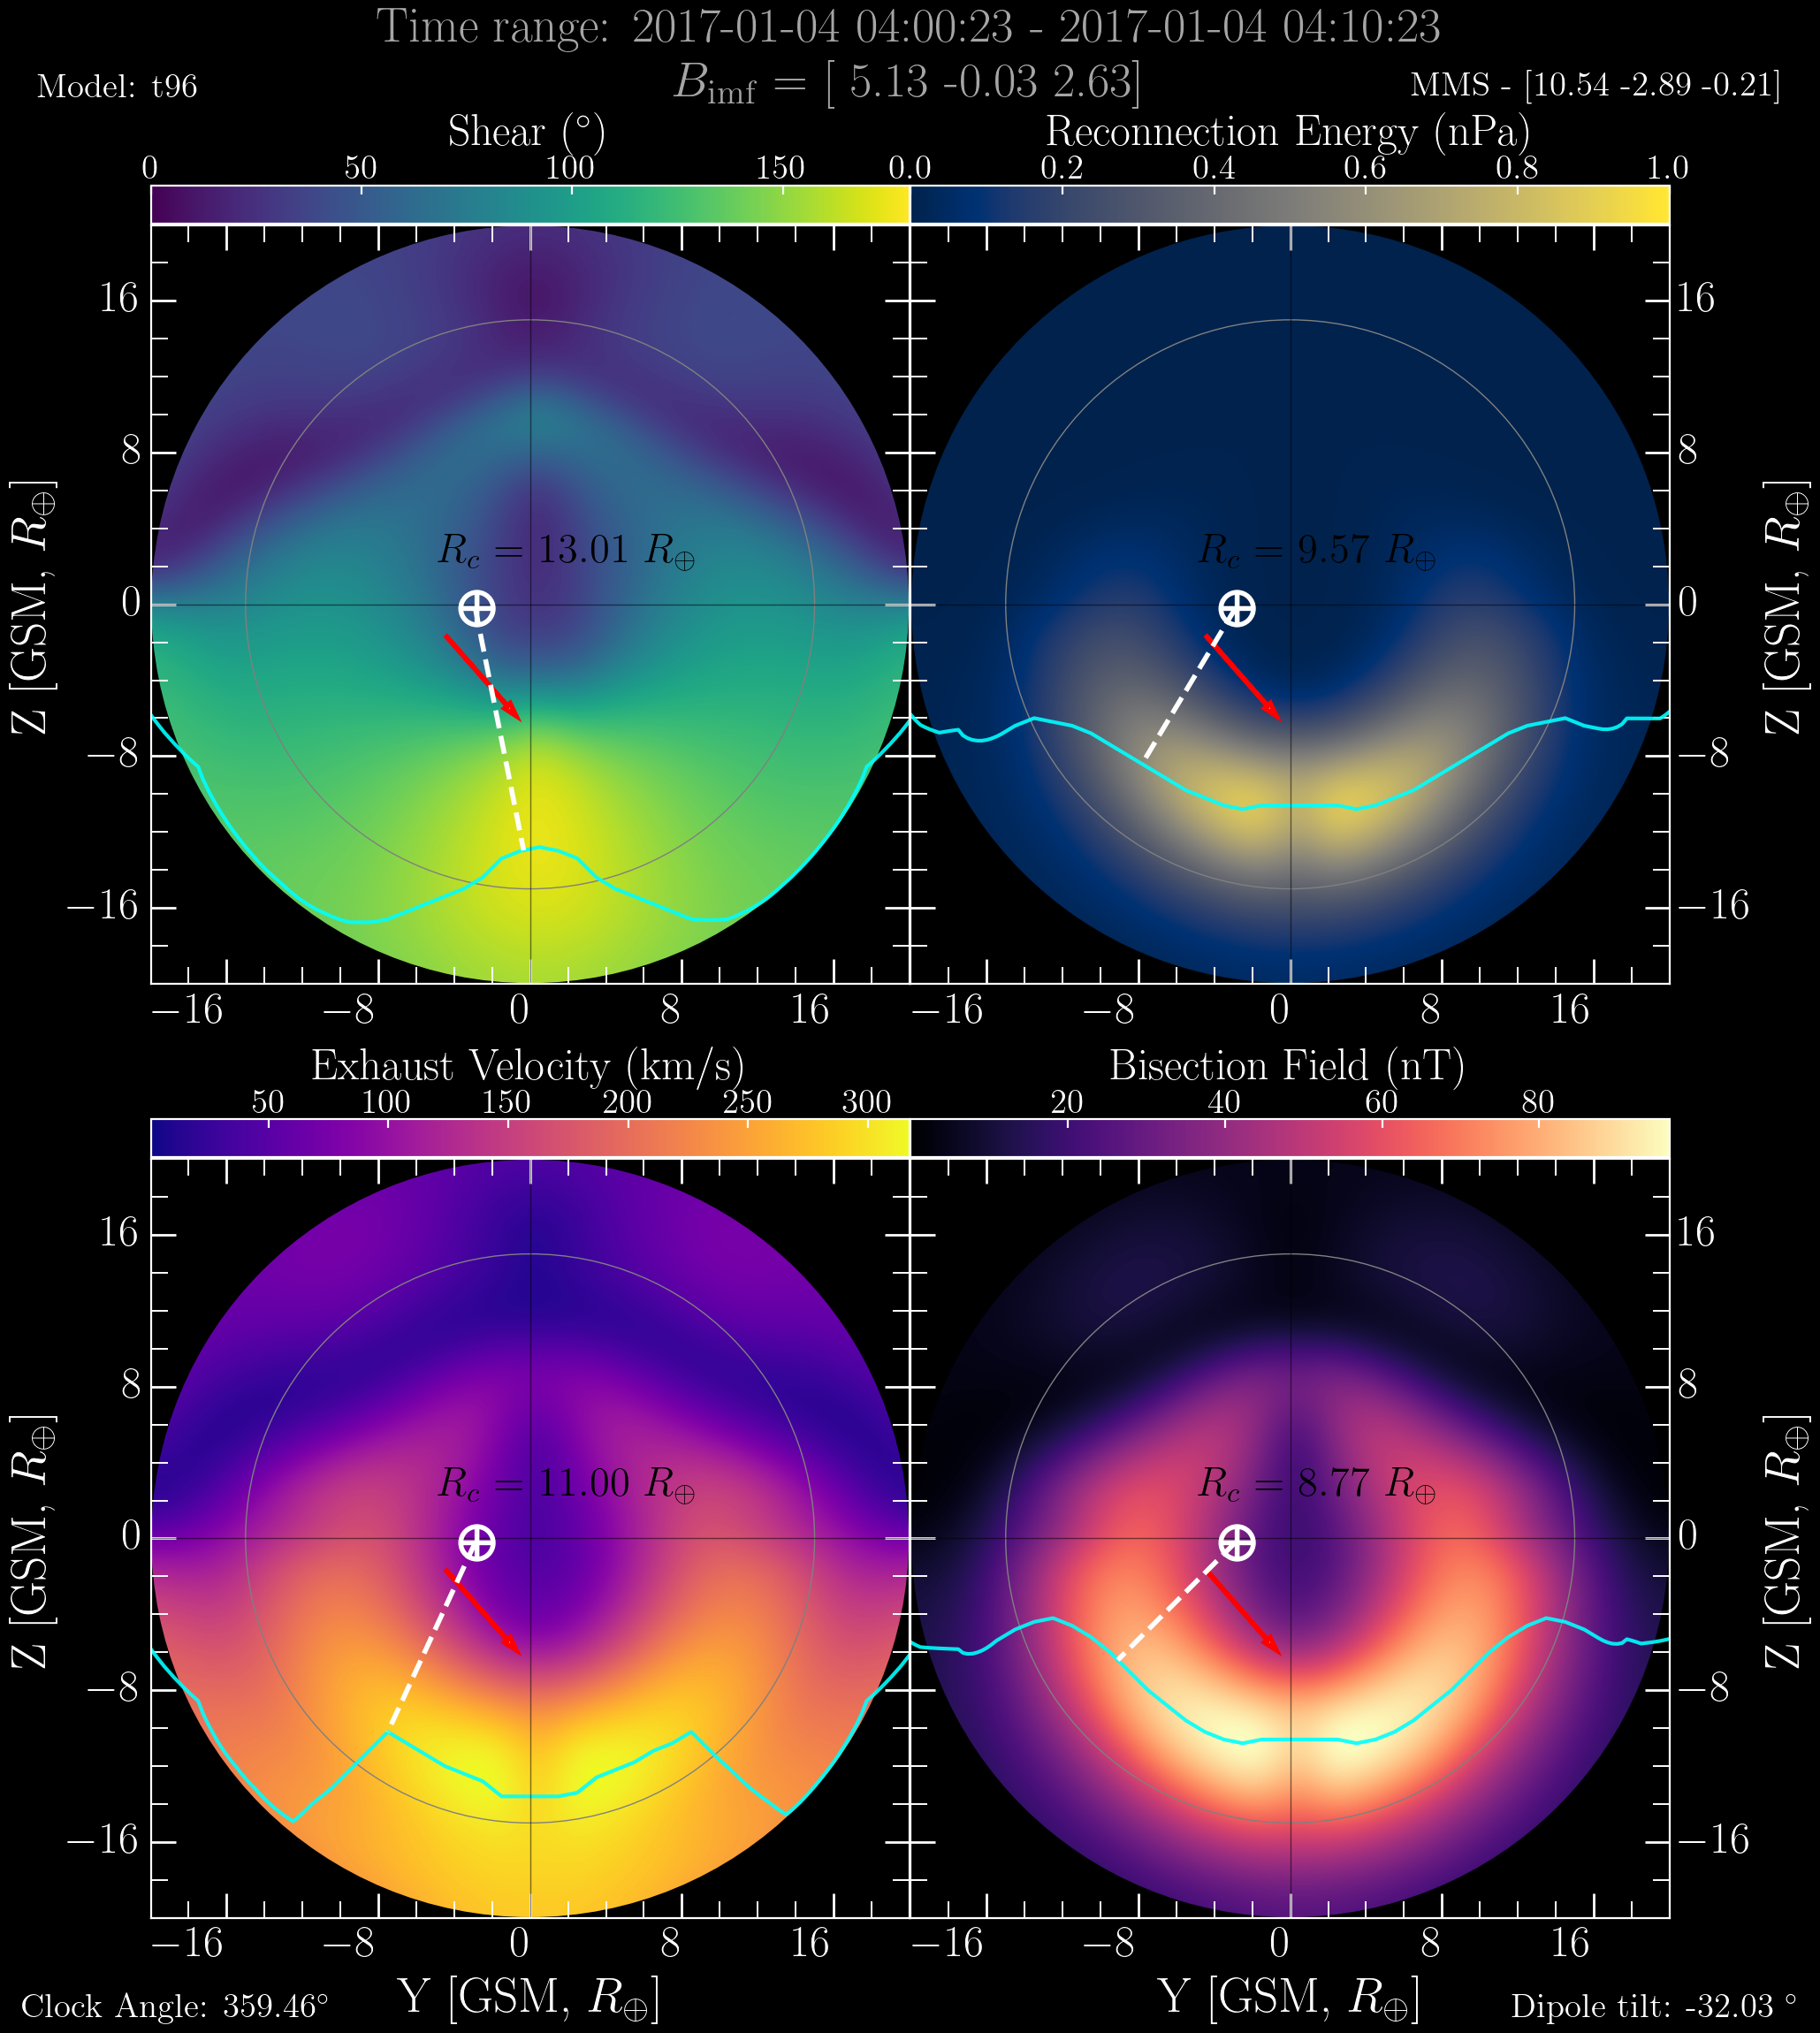 Time range: 2017-01-04 04:00:23 - 2017-01-04 04:10:23
Model: t96
B_imf = [ 5.13 -0.03 2.63]
MMS - [10.54 -2.89 -0.21]
Shear (°)
0 50 100 150
Reconnection Energy (nPa)
0.0 0.2 0.4 0.6 0.8 1.0
Z [GSM, R⊕]
16
8
0
−8
−16
R_c = 13.01 R⊕
−16 −8 0 8 16
R_c = 9.57 R⊕
16
8
0
−8
−16
Z [GSM, R⊕]
−16 −8 0 8 16
Exhaust Velocity (km/s)
50 100 150 200 250 300
Bisection Field (nT)
20 40 60 80
Z [GSM, R⊕]
16
8
0
−8
−16
R_c = 11.00 R⊕
−16 −8 0 8 16
Y [GSM, R⊕]
R_c = 8.77 R⊕
16
8
0
−8
−16
Z [GSM, R⊕]
−16 −8 0 8 16
Y [GSM, R⊕]
Clock Angle: 359.46°
Dipole tilt: -32.03 °